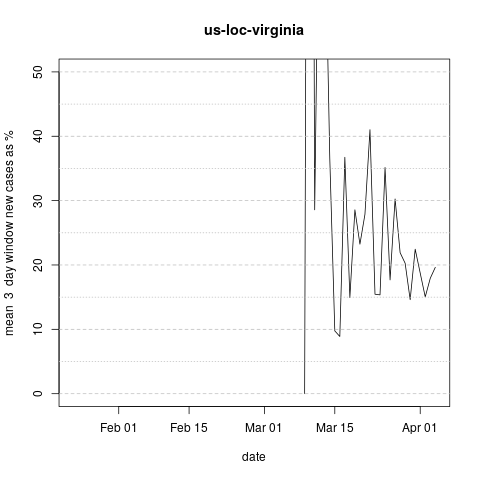 us-loc-virginia
mean  3  day window new cases as %
50
40
30
20
10
0
Feb 01
Feb 15
Mar 01
Mar 15
Apr 01
date